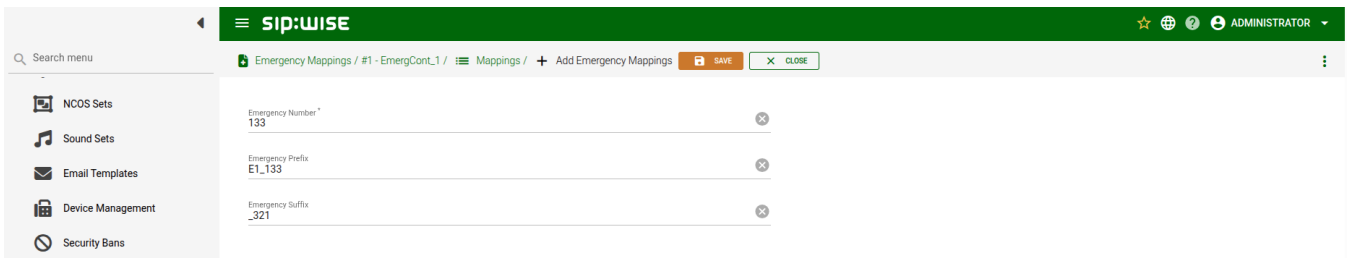 sip:wise
ADMINISTRATOR
Search menu
Emergency Mappings / #1 - EmergCont_1 / Mappings / Add Emergency Mappings SAVE CLOSE
NCOS Sets
Sound Sets
Email Templates
Device Management
Security Bans
Emergency Number *
133
Emergency Prefix
E1_133
Emergency Suffix
_321